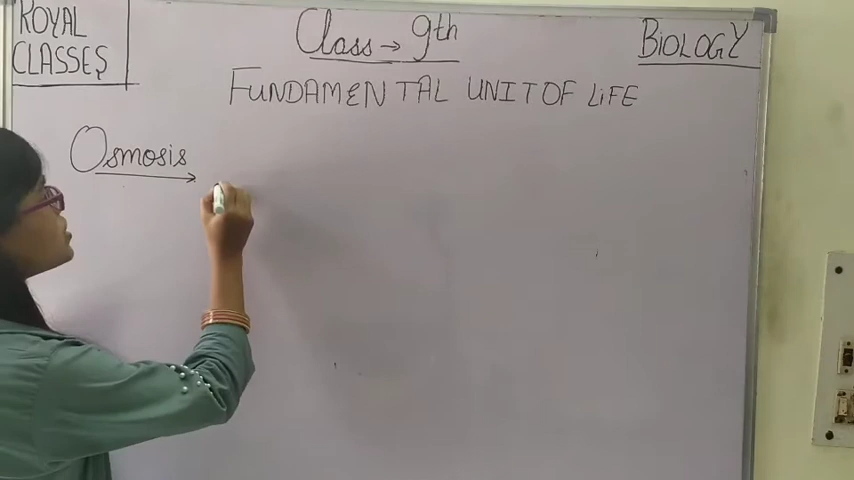 ROYAL
CLASSES
Class → 9th
BIOLOGY
FUNDAMENTAL UNIT OF LIFE
Osmosis